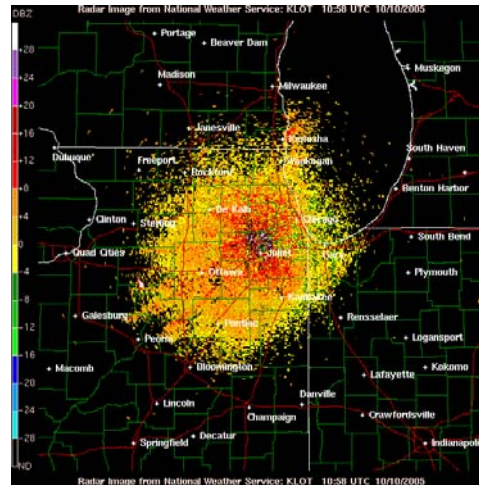 Radar Image from National Weather Service: KLOT 10:58 UTC 10/10/2005
DBZ
+28
+24
+20
+16
+12
+8
+4
0
-4
-8
-12
-16
-20
-24
-28
ND
Portage
Beaver Dam
Muskegon
Madison
Milwaukee
Janesville
Kenosha
Dubuque
Freeport
Waukegan
South Haven
Rockford
Benton Harbor
De Kalb
Clinton
Sterling
Chicago
South Bend
Quad Cities
Joliet
Gary
Ottawa
Plymouth
Kankakee
Galesburg
Pontiac
Rensselaer
Peoria
Logansport
Macomb
Bloomington
Kokomo
Lafayette
Danville
Lincoln
Champaign
Crawfordsville
Springfield
Decatur
Indianapol
Radar Image from National Weather Service: KLOT 10:58 UTC 10/10/2005